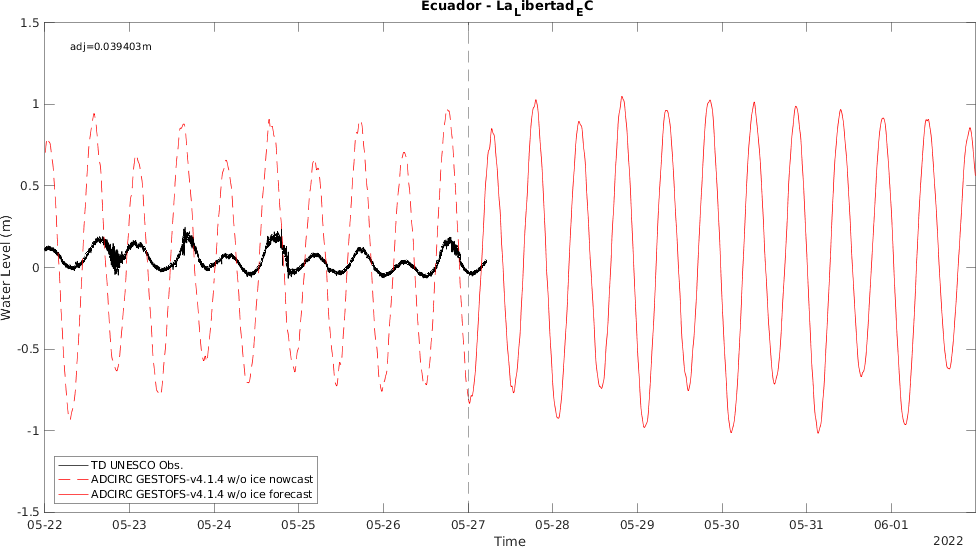 Ecuador - LaLibertadEC
adj=0.039403m
1.5
1
0.5
0
-0.5
-1
-1.5
Water Level (m)
TD UNESCO Obs.
ADCIRC GESTOFS-v4.1.4 w/o ice nowcast
ADCIRC GESTOFS-v4.1.4 w/o ice forecast
05-22 05-23 05-24 05-25 05-26 05-27 05-28 05-29 05-30 05-31 06-01
Time
2022